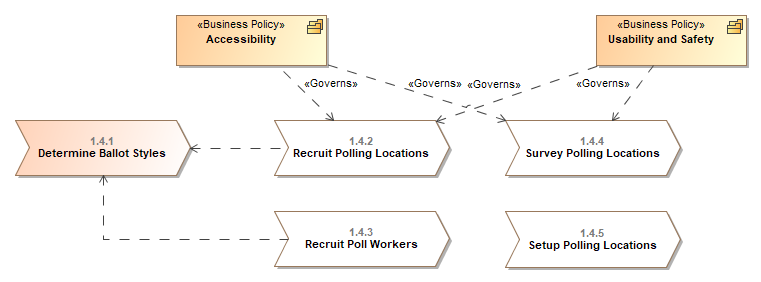 «Business Policy»
Accessibility
«Business Policy»
Usability and Safety
«Governs»
«Governs»
«Governs»
«Governs»
1.4.1
Determine Ballot Styles
1.4.2
Recruit Polling Locations
1.4.4
Survey Polling Locations
1.4.3
Recruit Poll Workers
1.4.5
Setup Polling Locations